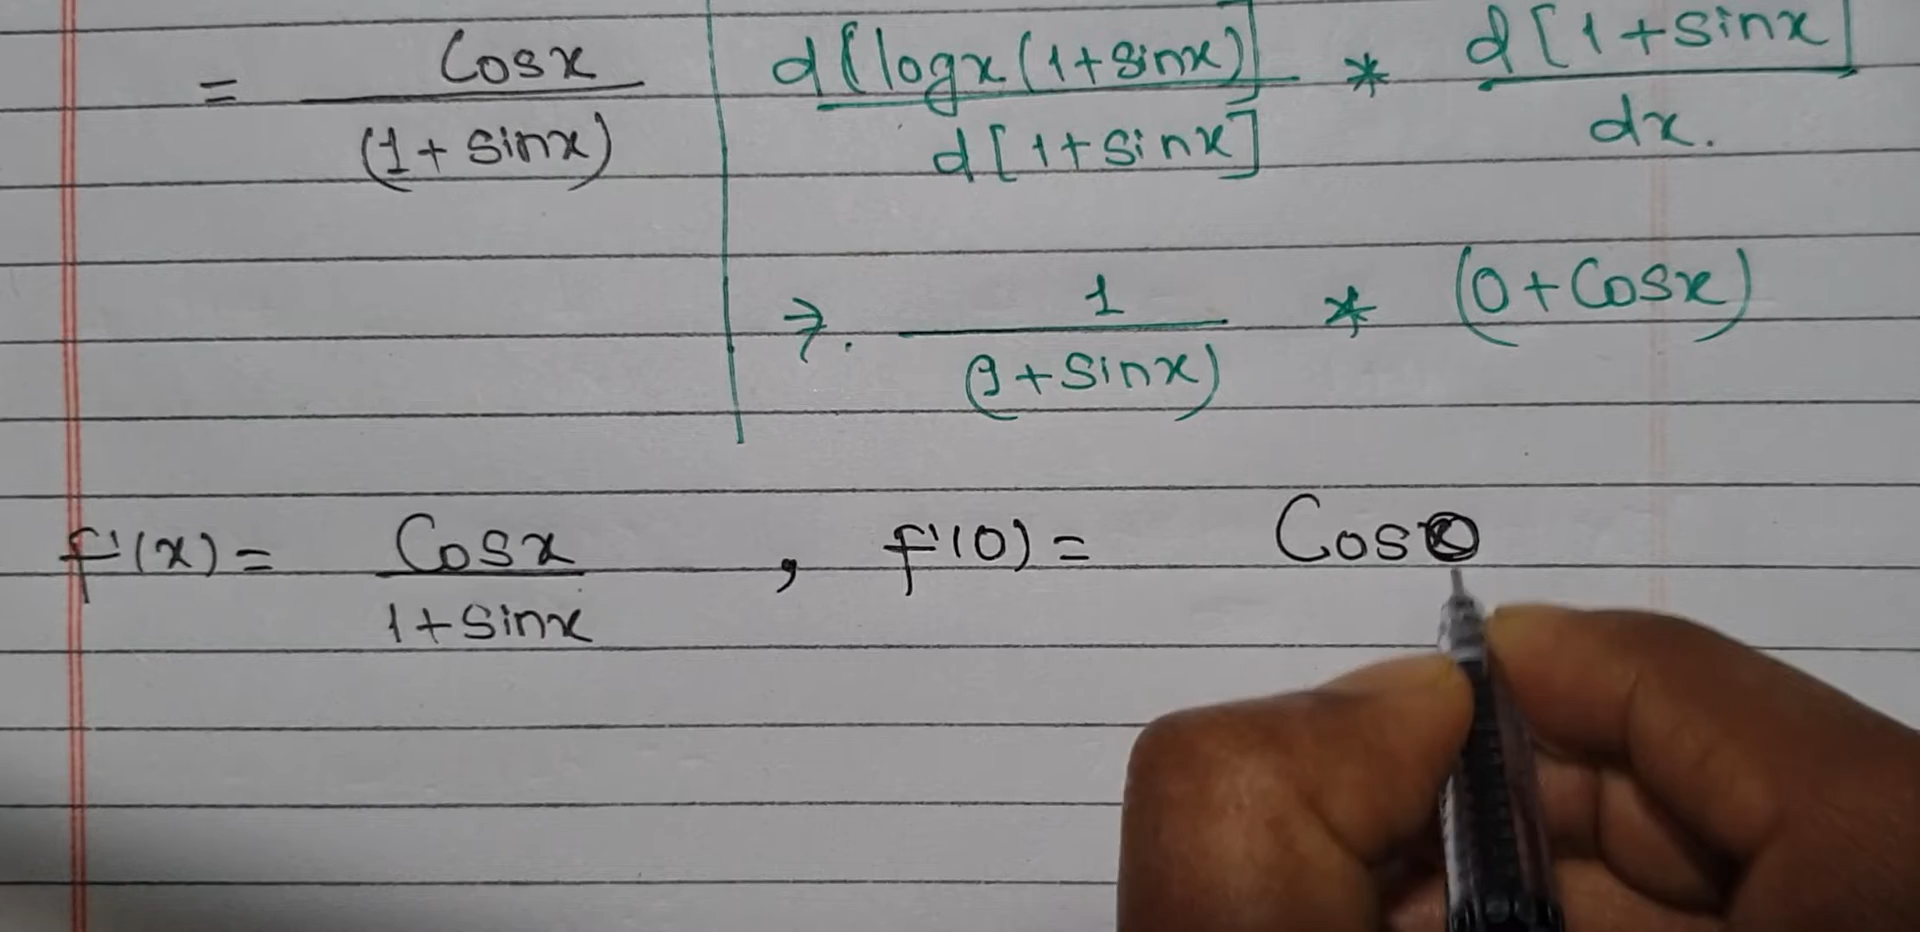 = Cosx / (1+sinx)
d[logx(1+sinx)] / d[1+sinx] * d[1+sinx] / dx.
⇒. 1 / (1+sinx) * (0+Cosx)
f'(x) = Cosx / 1+sinx , f'(0) = Cos0